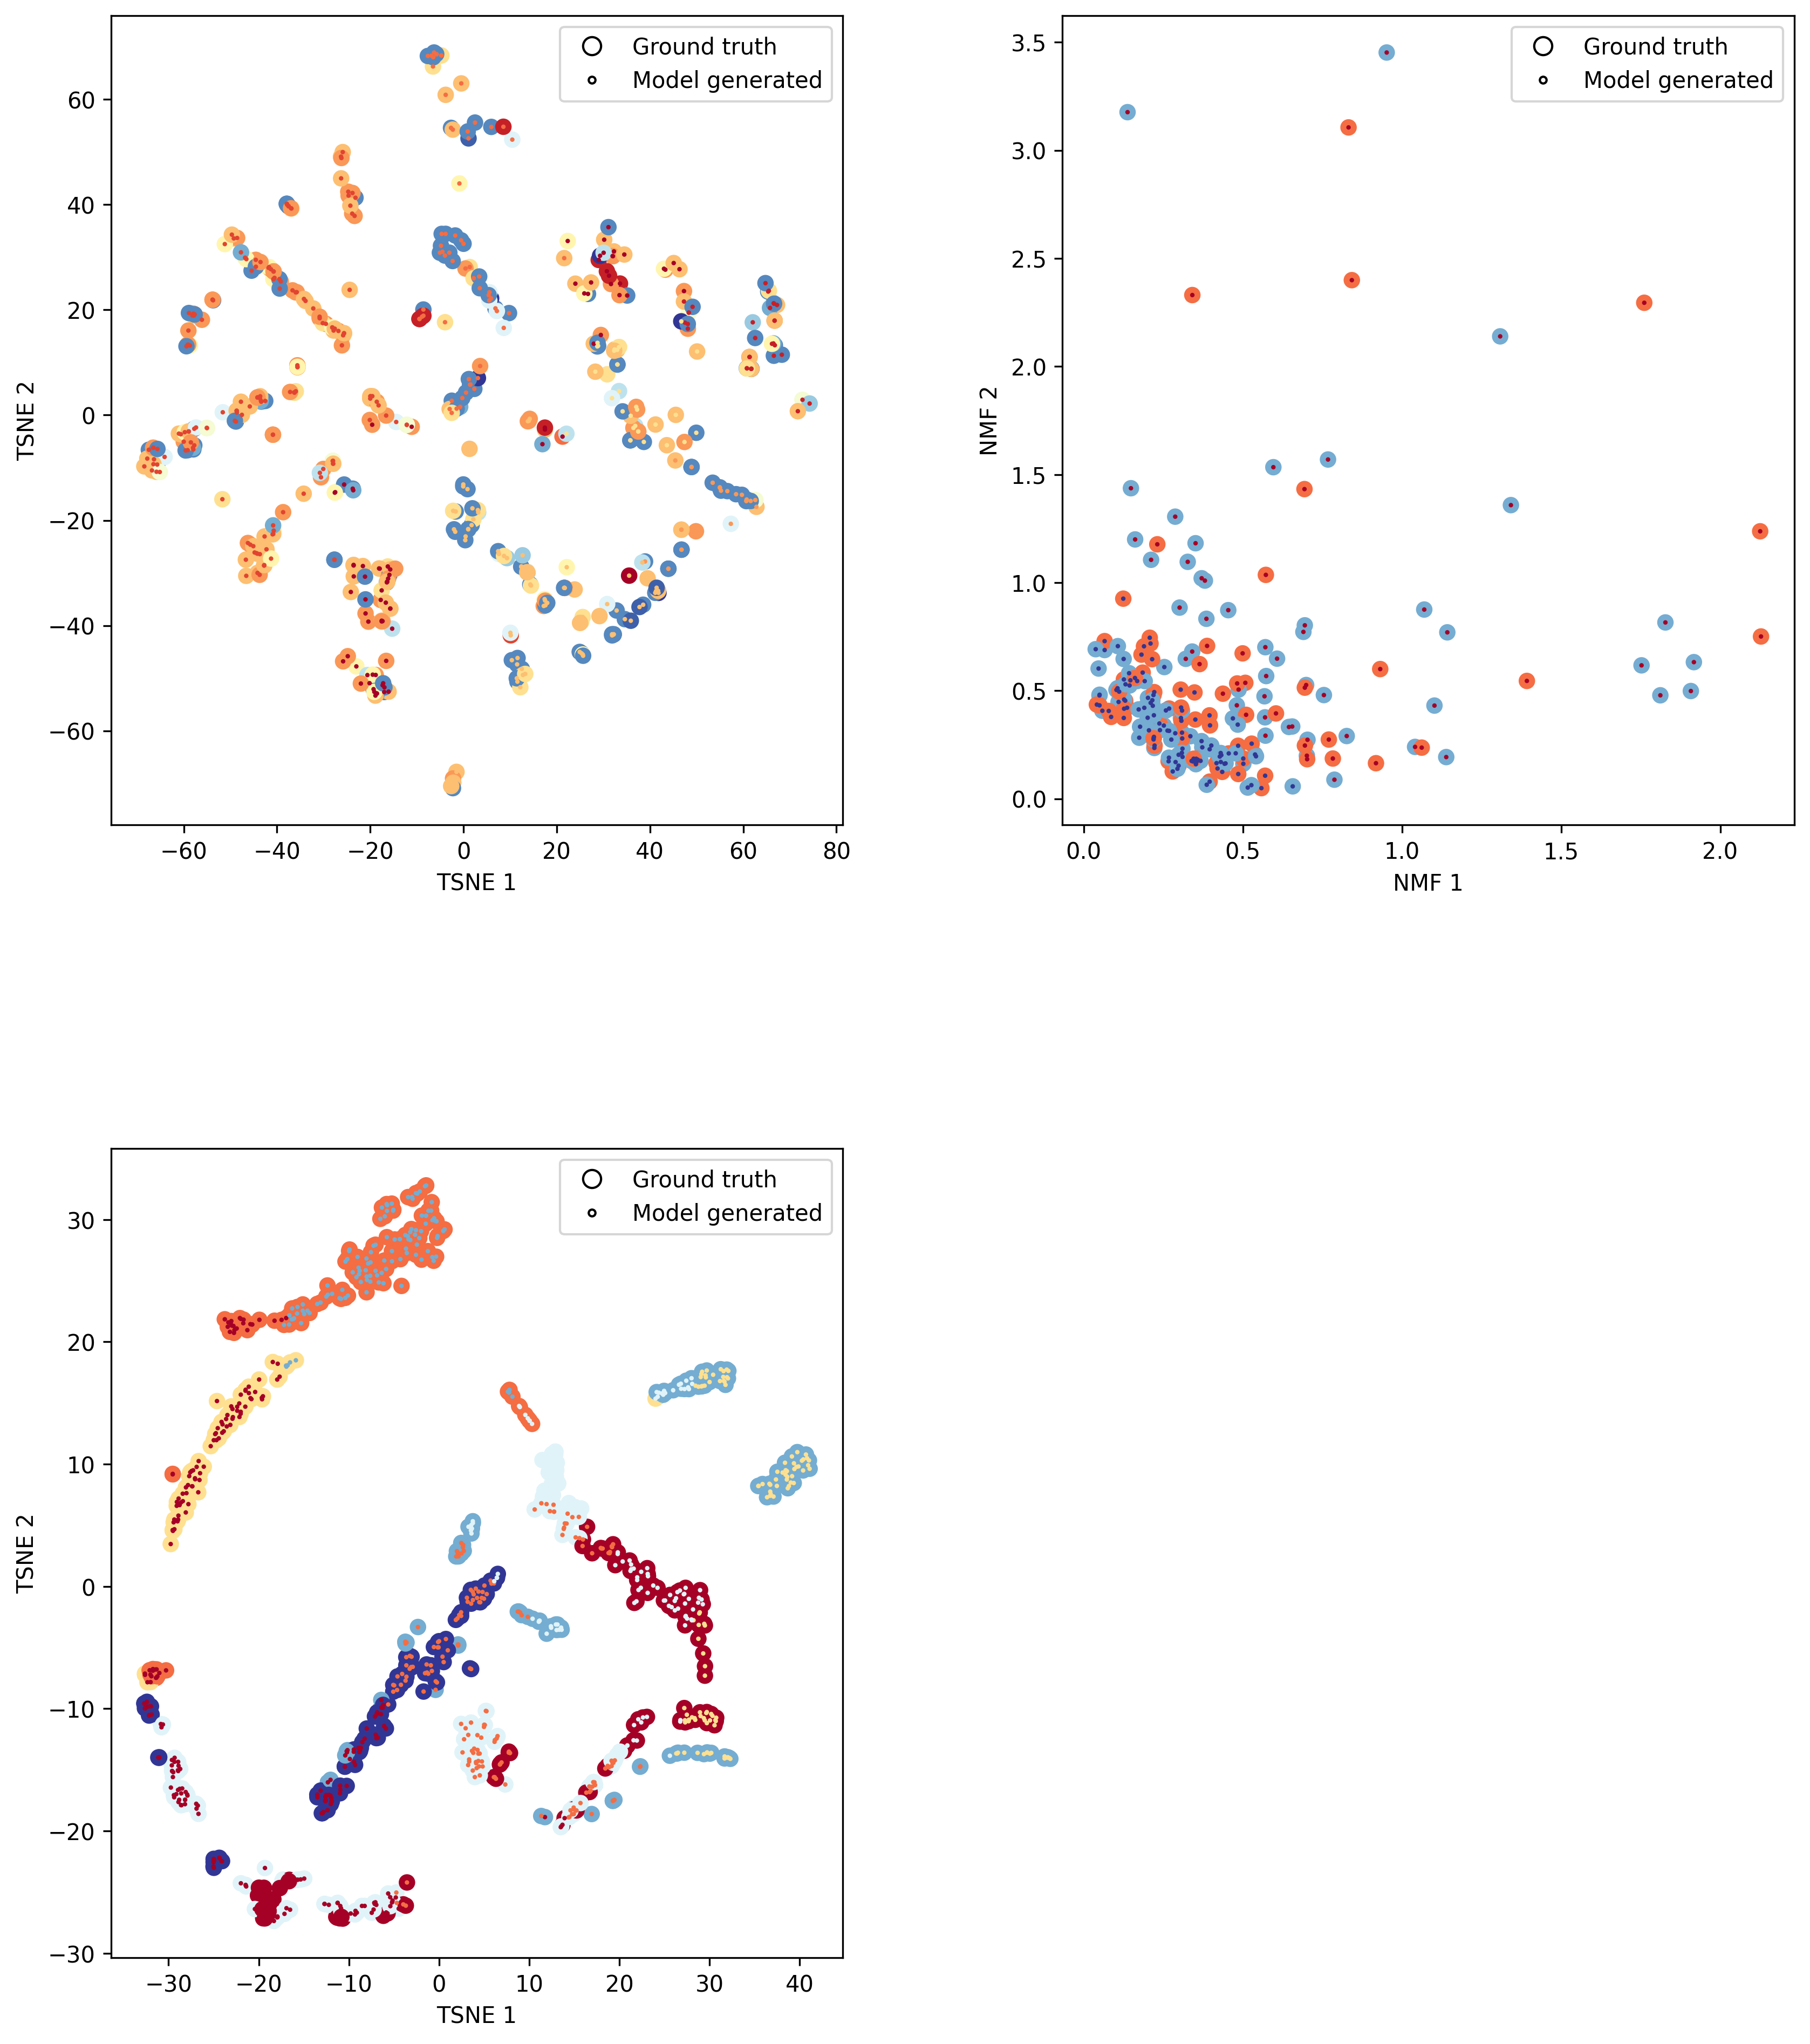 Ground truth
Model generated
60
40
20
0
−20
−40
−60
TSNE 2
−60 −40 −20 0 20 40 60 80
TSNE 1
Ground truth
Model generated
3.5
3.0
2.5
2.0
1.5
1.0
0.5
0.0
NMF 2
0.0 0.5 1.0 1.5 2.0
NMF 1
Ground truth
Model generated
30
20
10
0
−10
−20
−30
TSNE 2
−30 −20 −10 0 10 20 30 40
TSNE 1